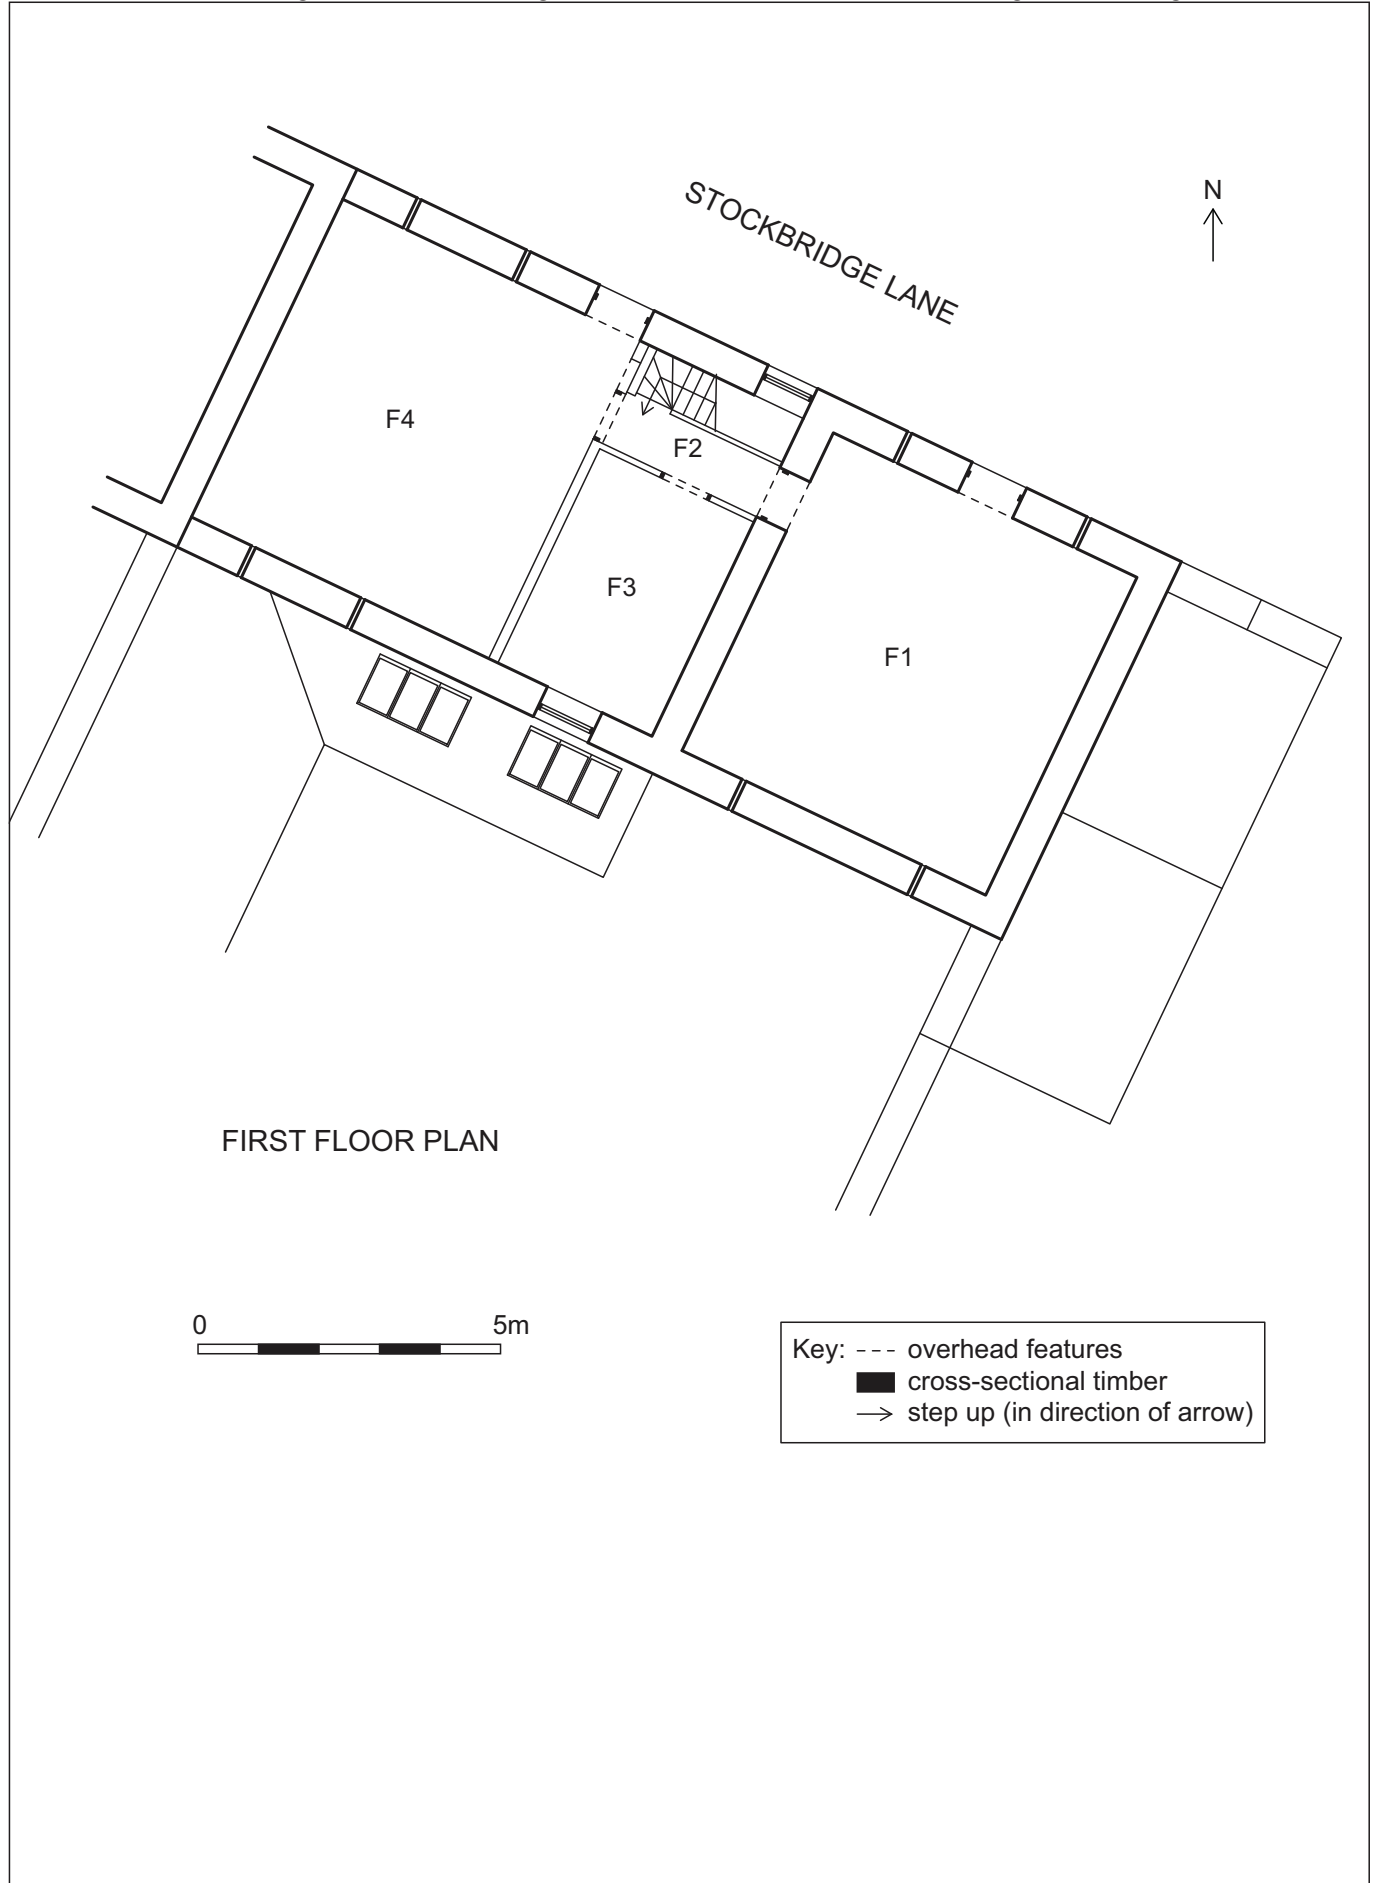 STOCKBRIDGE LANE
N
F4
F2
F3
F1
FIRST FLOOR PLAN
0 5m
Key: --- overhead features
cross-sectional timber
step up (in direction of arrow)